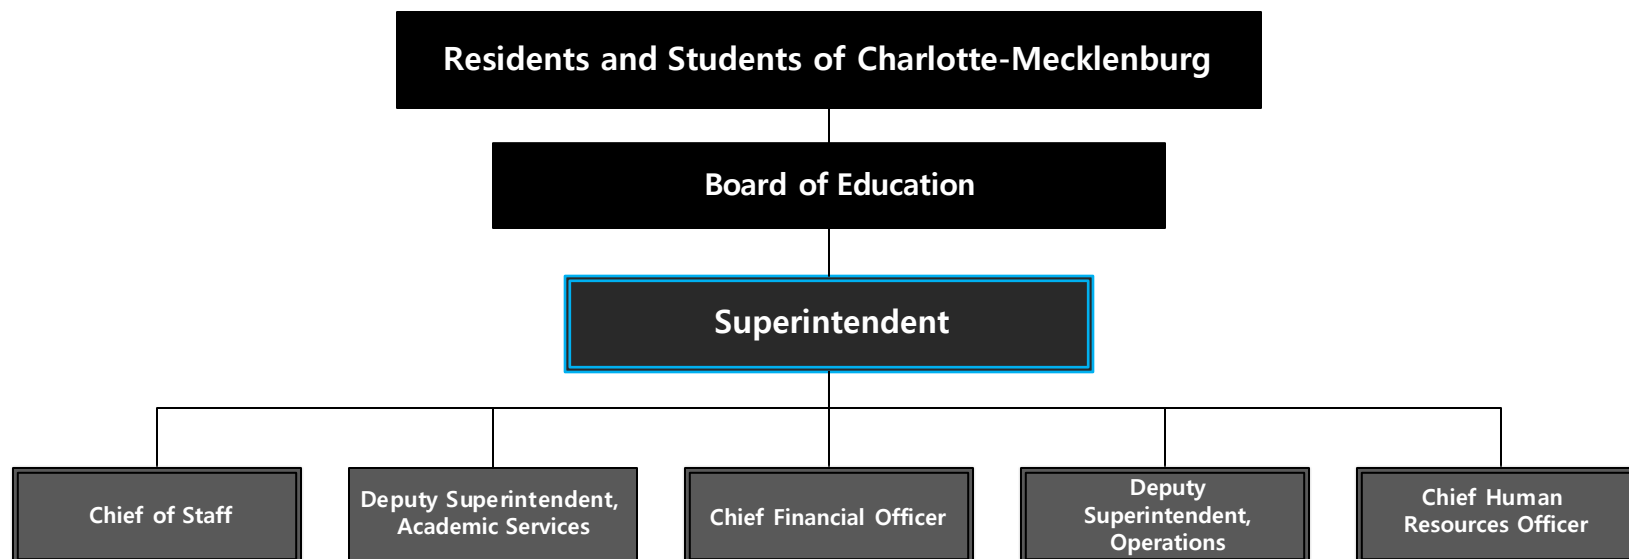 Residents and Students of Charlotte-Mecklenburg
Board of Education
Superintendent
Chief of Staff
Deputy Superintendent,
Academic Services
Chief Financial Officer
Deputy
Superintendent,
Operations
Chief Human
Resources Officer